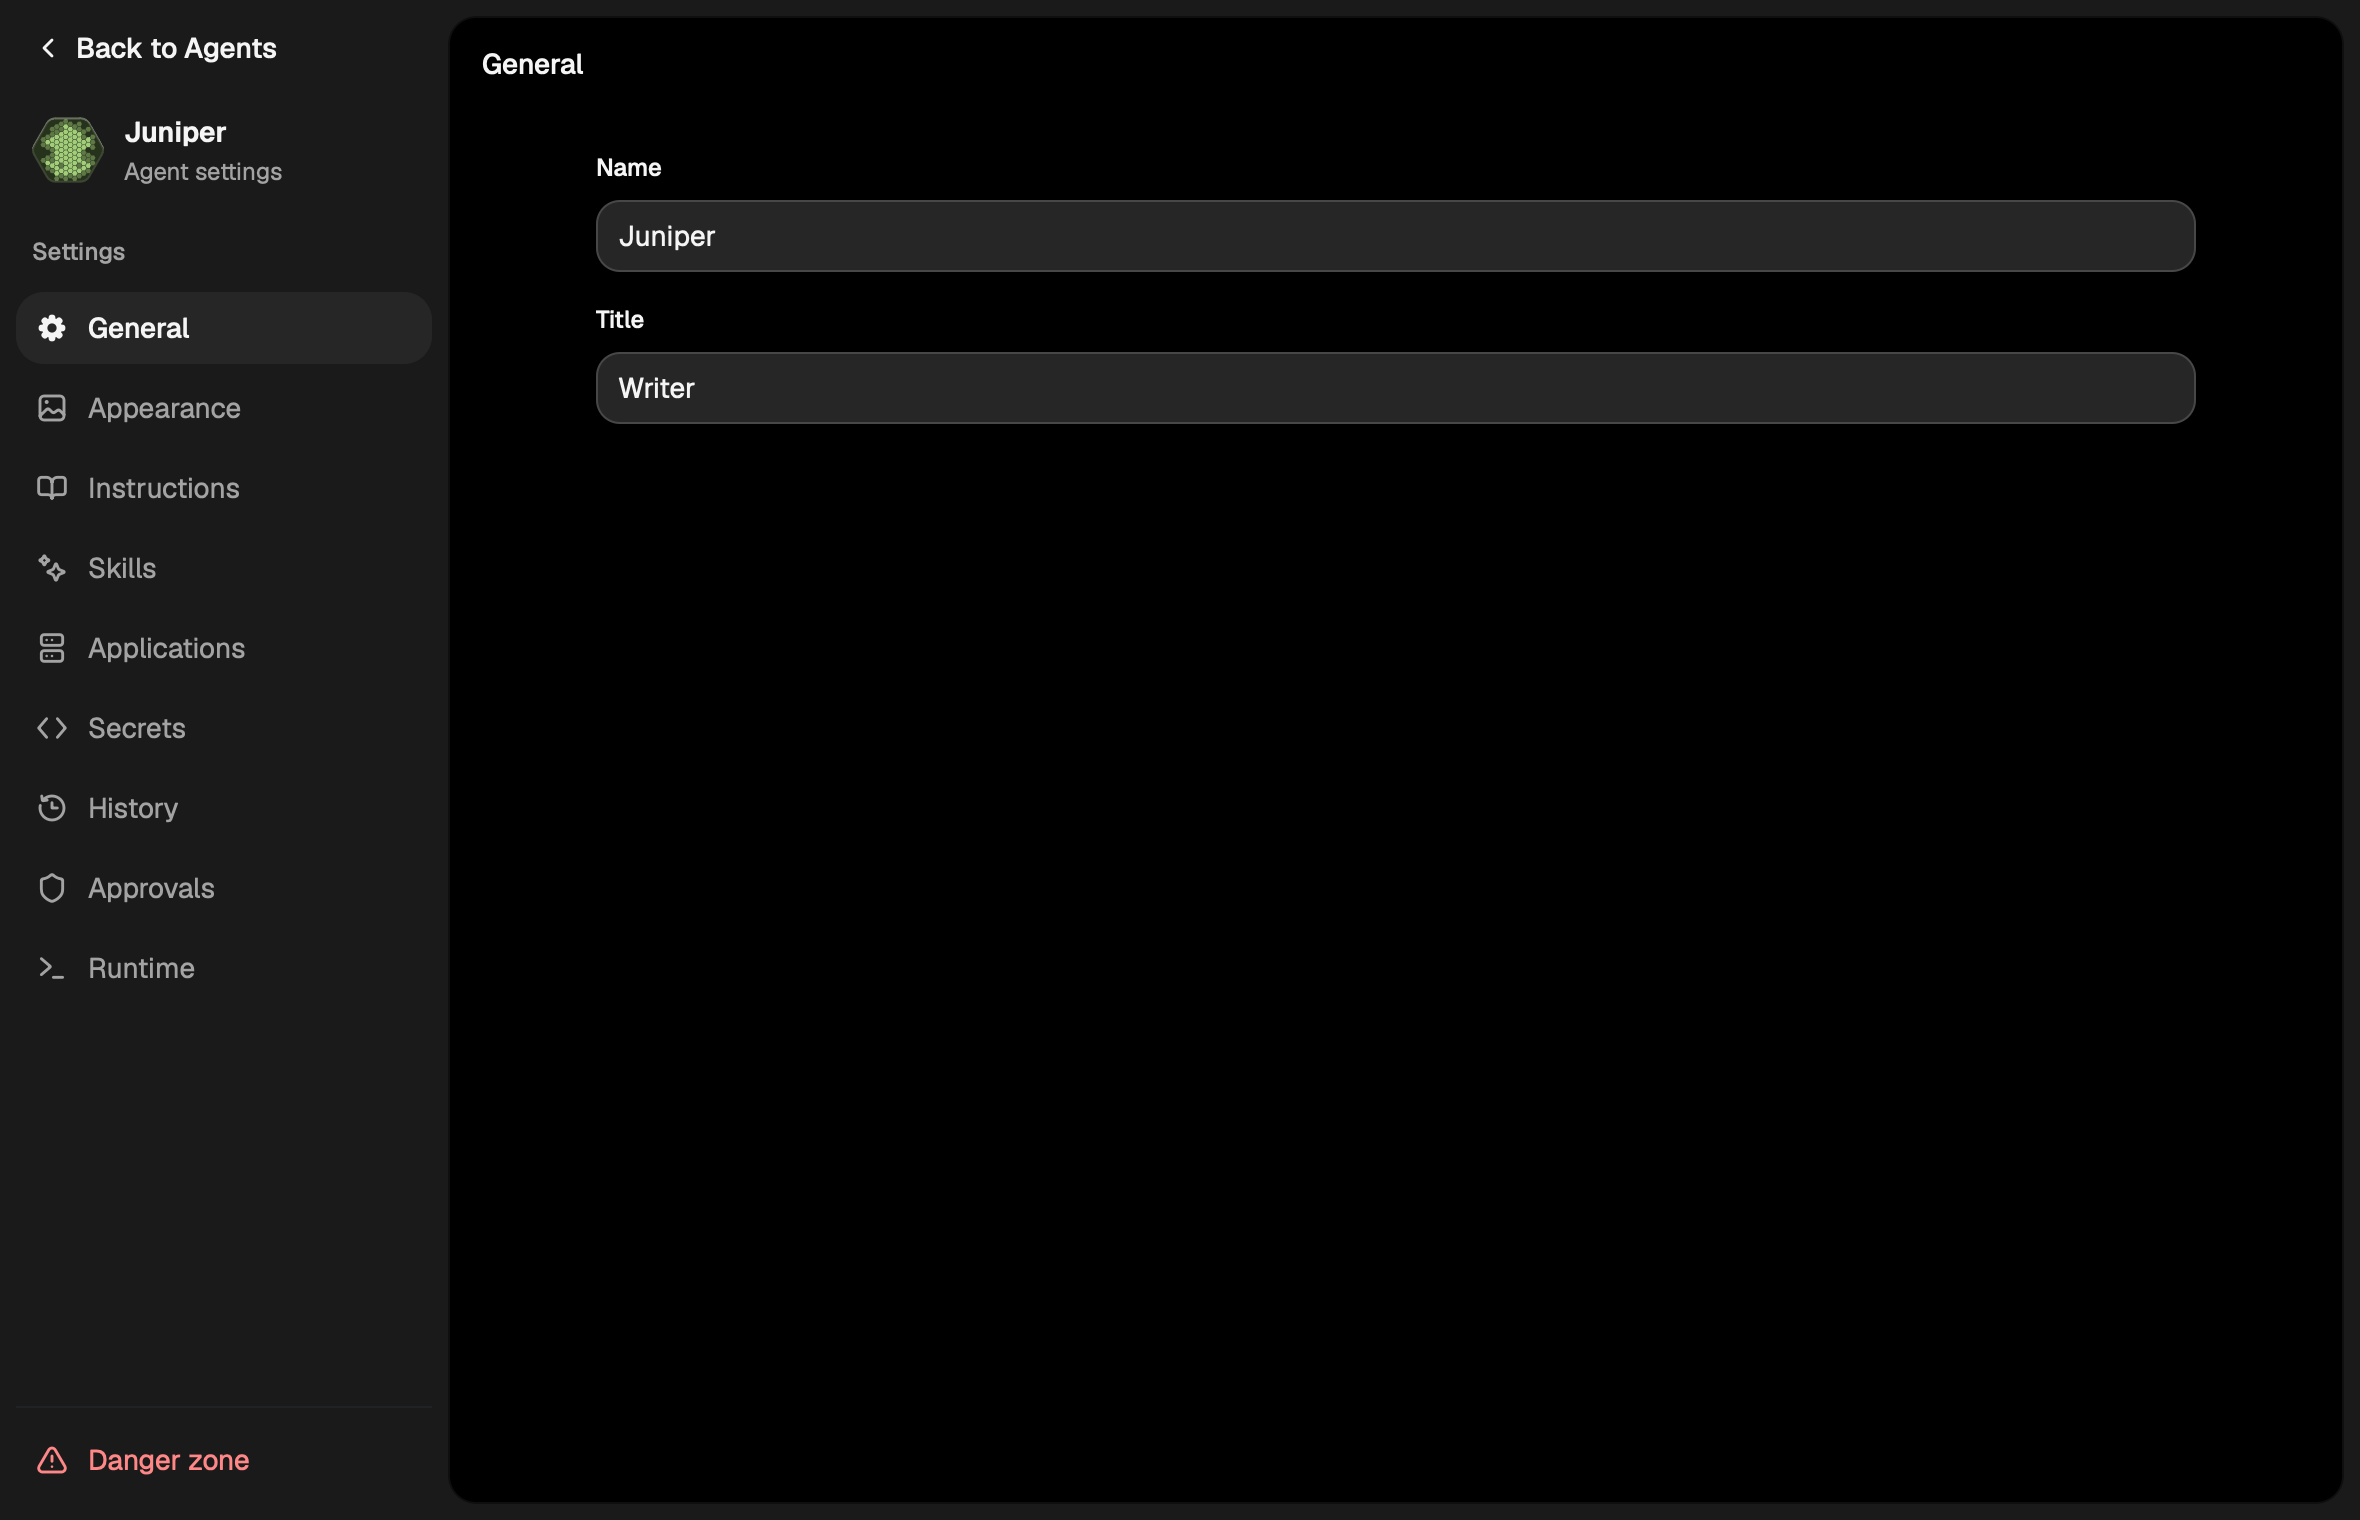 Back to Agents
Juniper
Agent settings
Settings
General
Appearance
Instructions
Skills
Applications
Secrets
History
Approvals
Runtime
Danger zone
General
Name
Juniper
Title
Writer